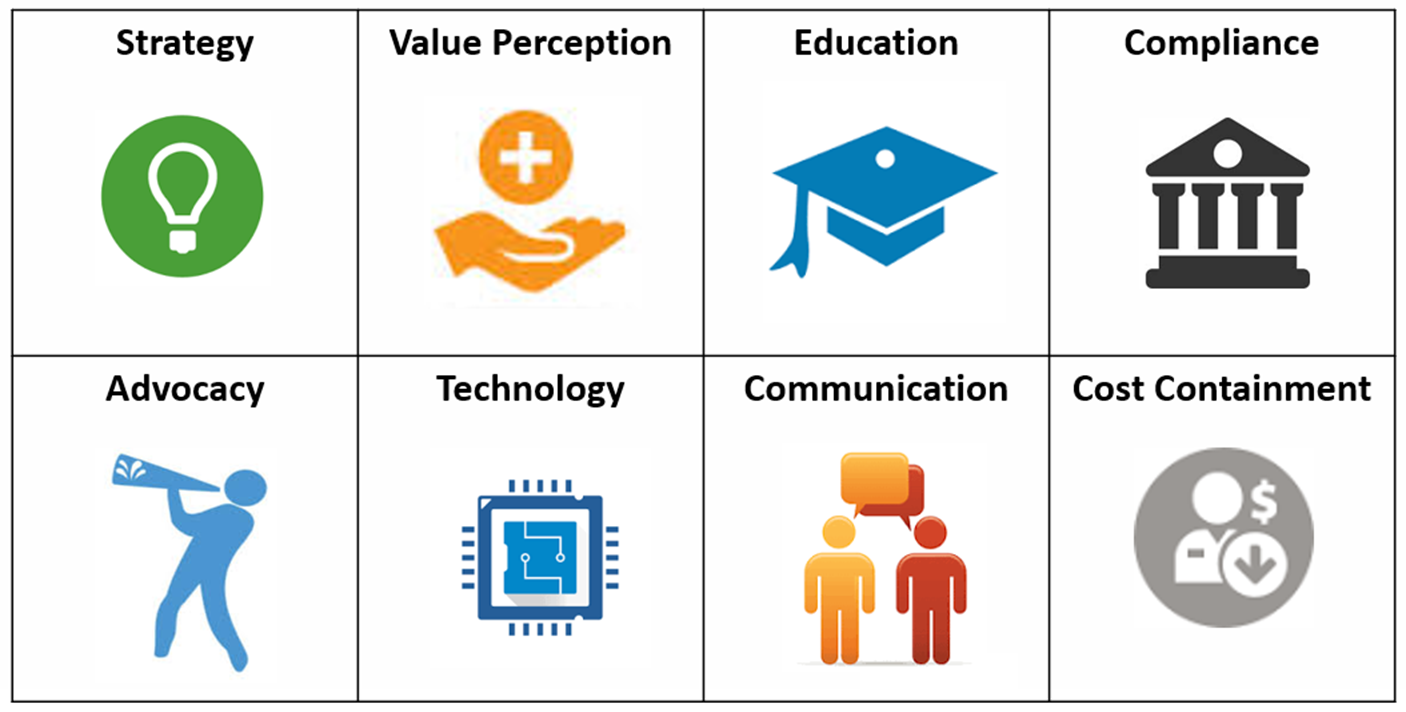 Strategy
Value Perception
Education
Compliance
Advocacy
Technology
Communication
Cost Containment
$